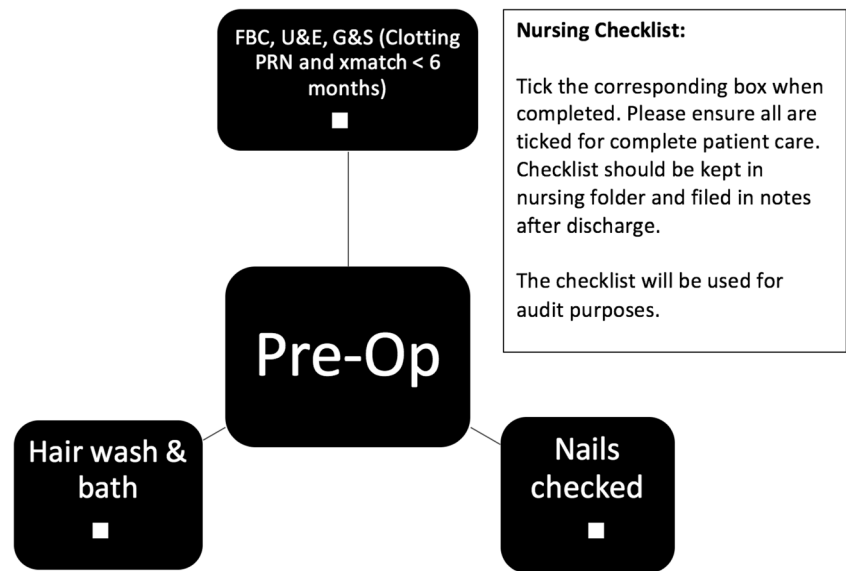 FBC, U&E, G&S (Clotting
PRN and xmatch < 6
months)
Nursing Checklist:
Tick the corresponding box when
completed. Please ensure all are
ticked for complete patient care.
Checklist should be kept in
nursing folder and filed in notes
after discharge.
The checklist will be used for
audit purposes.
Pre-Op
Hair wash &
bath
Nails
checked